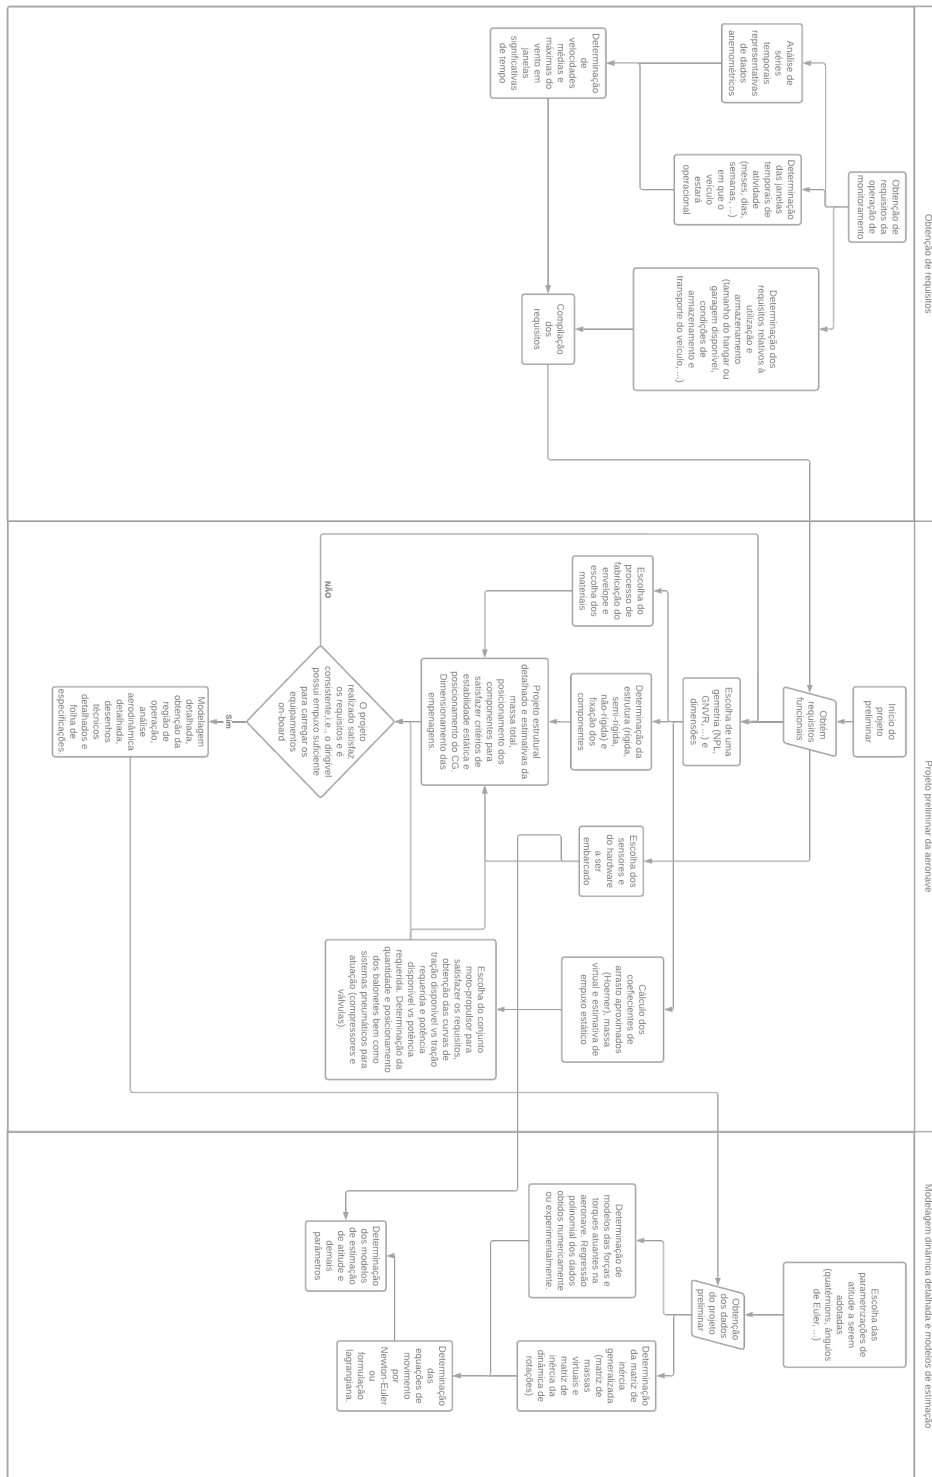 Obtenção de requisitos
Obtenção de
requisitos da
operação de
monitoramento
Análise de
séries
temporais
representativas
de dados
anemométricos
Determinação
das janelas
temporais de
atividade
(meses, dias,
semanas, ...)
em que o
veículo
estará
operacional
Determinação dos
requisitos relativos à
utilização e
armazenamento
(tamanho do hangar ou
garagem disponível,
condições de
armazenamento e
transporte do veículo, ...)
Determinação
de
velocidades
médias e
máximas do
vento em
janelas
significativas
de tempo
Compilação
dos
requisitos
Projeto preliminar da aeronave
Início do
projeto
preliminar
Obtém
requisitos
funcionais
Escolha de uma
gemetria (NPL,
GNVR, ...) e
dimensões
Escolha do
processo de
fabricação do
envelope e
escolha dos
materiais
Determinação da
estrutura (rígida,
semi-rígida,
não-rígida) e
fixação dos
componentes
Escolha dos
sensores e
do hardware
a ser
embarcado
Cálculo dos
coefiecientes de
arrasto aproximados
(Hoerner), massa
virtual e estimativa de
empuxo estático
Projeto estrutural
detalhado e estimativas da
massa total,
posicionamento dos
componentes para
satisfazer critérios de
estabilidade estática e
posicionamento do CG.
Dimensionamento das
empenagens.
Escolha do conjunto
moto-propulsor para
satisfazer os requisitos,
obtenção das curvas de
tração disponível vs tração
requerida e potência
disponível vs potência
requerida. Determinação da
quantidade e posicionamento
dos balonetes bem como
sistemas pneumáticos para
atuação (compressores e
válvulas).
O projeto
realizado satisfaz
os requisitos e é
consistente,i.e., o dirigível
possui empuxo suficiente
para carregar os
equipamentos
on-board
NÃO
Sim
Modelagem
detalhada,
obtenção da
região de
operação,
análise
aerodinâmica
detalhada,
desenhos
técnicos
detalhados e
folha de
especificações,
Modelagem dinâmica detalhada e modelos de estimação
Escolha das
parametrizações de
atitude a serem
adotadas
(quatérnions, ângulos
de Euler, ...)
Obtenção
dos dados
do projeto
preliminar
Determinação de
modelos das forças e
torques atuantes na
aeronave. Regressão
polinomial dos dados
obtidos numericamente
ou experimentalmente.
Determinação
da matriz de
inércia
generalizada
(matriz de
massas
virtuais e
matriz de
inércia da
dinâmica de
rotações)
Determinação
das
equações de
movimento
por
Newton-Euler
ou
formulação
lagrangiana.
Determinação
dos modelos
de estimação
de atitude e
demais
parâmetros